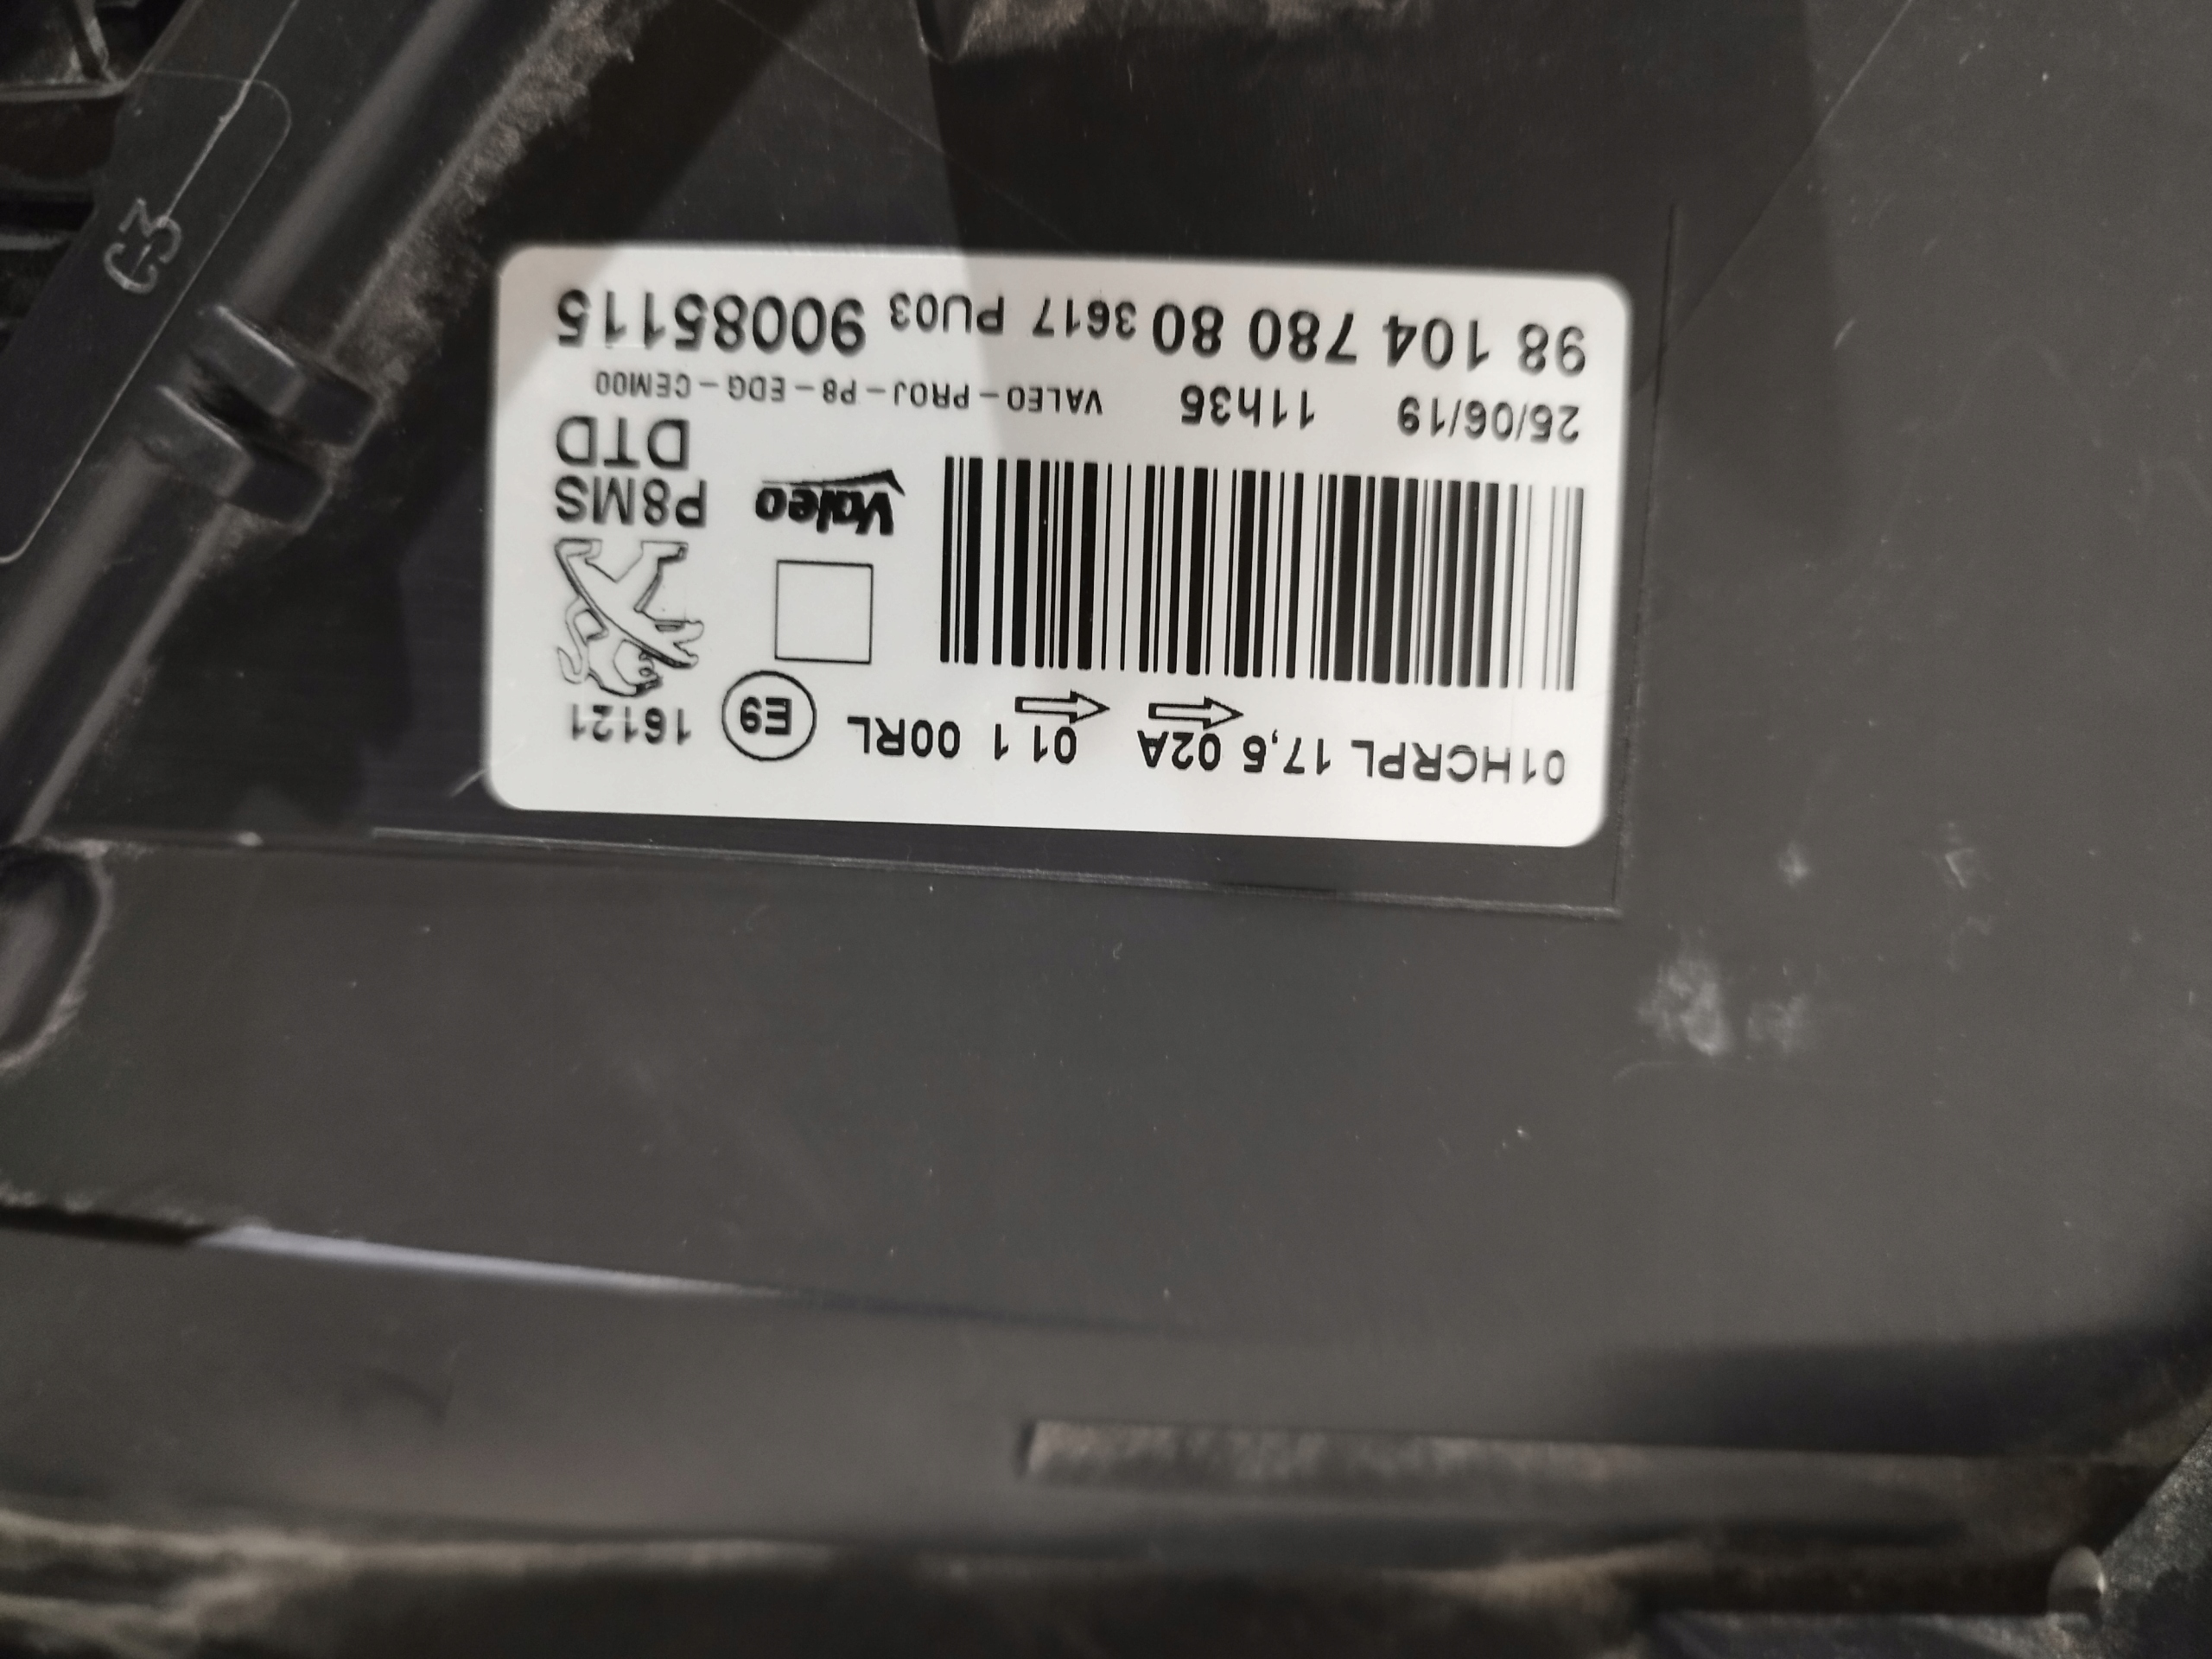 98 104 780 80 3617 PU03 90085115
25/06/19 11h35 VALEO-PROJ-P8-EDG-CEM00
Valeo
P8MS
DTD
01HCRPL 17,5 02A 01 1 00RL E9 16121
C3